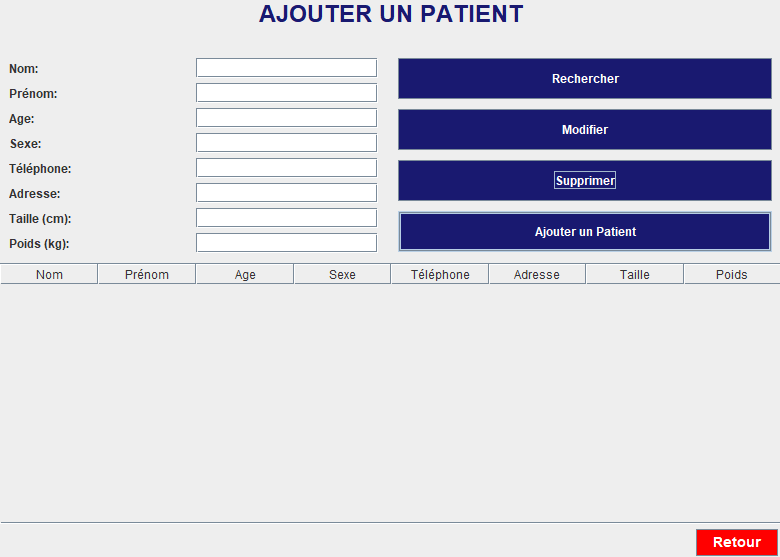 AJOUTER UN PATIENT
Nom:
Prénom:
Age:
Sexe:
Téléphone:
Adresse:
Taille (cm):
Poids (kg):
Rechercher
Modifier
Supprimer
Ajouter un Patient
Nom Prénom Age Sexe Téléphone Adresse Taille Poids
Retour